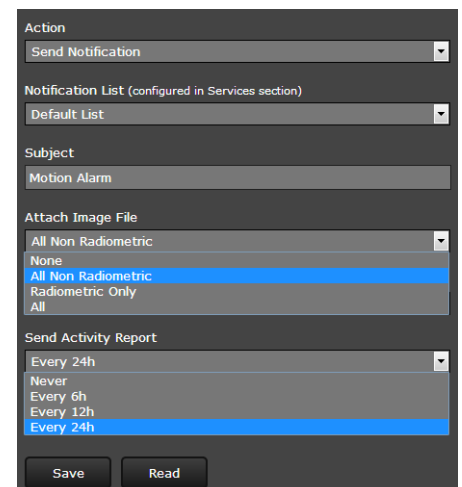 Action
Send Notification
Notification List (configured in Services section)
Default List
Subject
Motion Alarm
Attach Image File
All Non Radiometric
None
All Non Radiometric
Radiometric Only
All
Send Activity Report
Every 24h
Never
Every 6h
Every 12h
Every 24h
Save Read